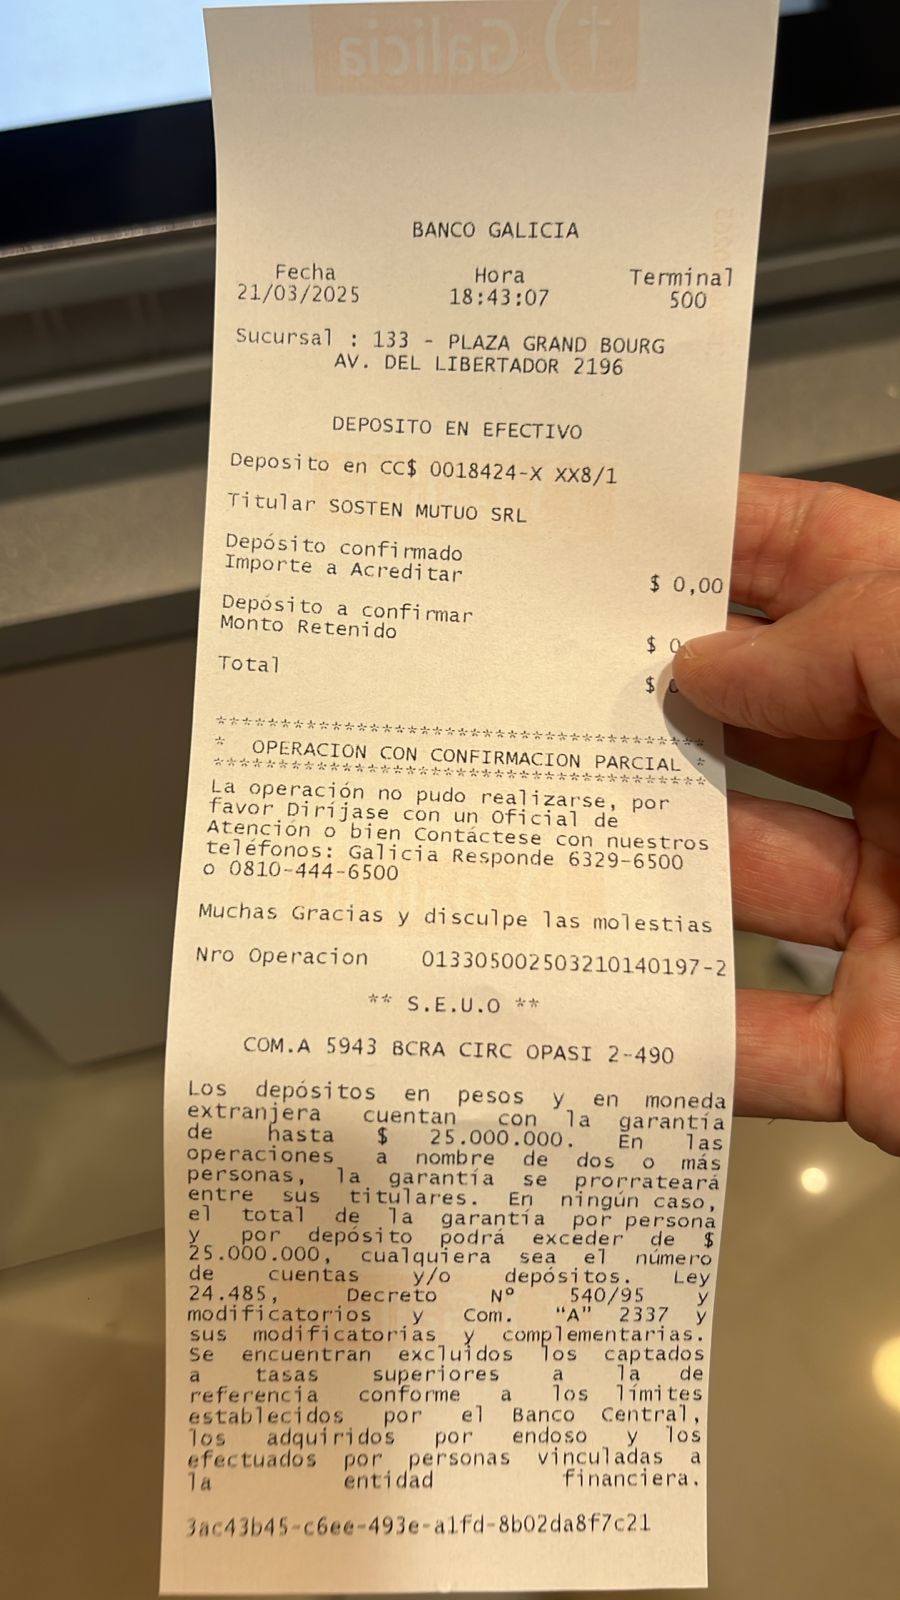 Galicia
BANCO GALICIA
Fecha Hora Terminal
21/03/2025 18:43:07 500
Sucursal : 133 - PLAZA GRAND BOURG
AV. DEL LIBERTADOR 2196
DEPOSITO EN EFECTIVO
Deposito en CC$ 0018424-X XX8/1
Titular SOSTEN MUTUO SRL
Depósito confirmado
Importe a Acreditar $ 0,00
Depósito a confirmar
Monto Retenido $ 0,
Total $ 0
****************************************
* OPERACION CON CONFIRMACION PARCIAL *
****************************************
La operación no pudo realizarse, por
favor Diríjase con un Oficial de
Atención o bien Contáctese con nuestros
teléfonos: Galicia Responde 6329-6500
o 0810-444-6500
Muchas Gracias y disculpe las molestias
Nro Operacion 013305002503210140197-2
** S.E.U.O **
COM.A 5943 BCRA CIRC OPASI 2-490
Los depósitos en pesos y en moneda
extranjera cuentan con la garantía
de hasta $ 25.000.000. En las
operaciones a nombre de dos o más
personas, la garantía se prorrateará
entre sus titulares. En ningún caso,
el total de la garantía por persona
y por depósito podrá exceder de $
25.000.000, cualquiera sea el número
de cuentas y/o depósitos. Ley
24.485, Decreto Nº 540/95 y
modificatorios y Com. "A" 2337 y
sus modificatorias y complementarias.
Se encuentran excluidos los captados
a tasas superiores a la de
referencia conforme a los límites
establecidos por el Banco Central,
los adquiridos por endoso y los
efectuados por personas vinculadas a
la entidad financiera.
3ac43b45-c6ee-493e-a1fd-8b02da8f7c21